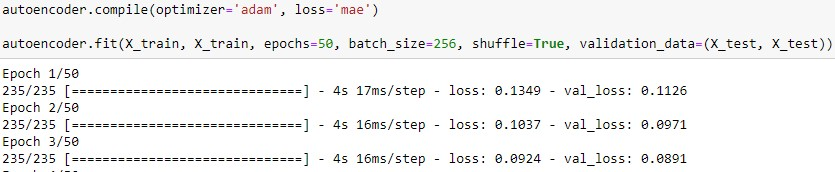 autoencoder.compile(optimizer='adam', loss='mae')
autoencoder.fit(X_train, X_train, epochs=50, batch_size=256, shuffle=True, validation_data=(X_test, X_test))
Epoch 1/50
235/235 [==============================] - 4s 17ms/step - loss: 0.1349 - val_loss: 0.1126
Epoch 2/50
235/235 [==============================] - 4s 16ms/step - loss: 0.1037 - val_loss: 0.0971
Epoch 3/50
235/235 [==============================] - 4s 16ms/step - loss: 0.0924 - val_loss: 0.0891